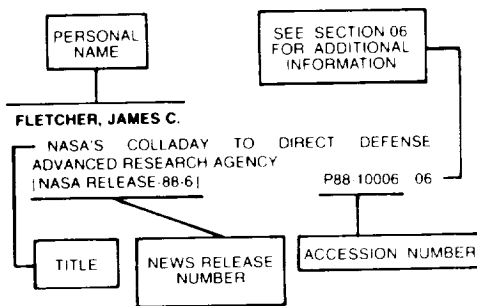 PERSONAL
NAME
SEE SECTION 06
FOR ADDITIONAL
INFORMATION
FLETCHER, JAMES C.
NASA'S COLLADAY TO DIRECT DEFENSE
ADVANCED RESEARCH AGENCY
[NASA RELEASE-88-6] P88-10006 06
TITLE
NEWS RELEASE
NUMBER
ACCESSION NUMBER